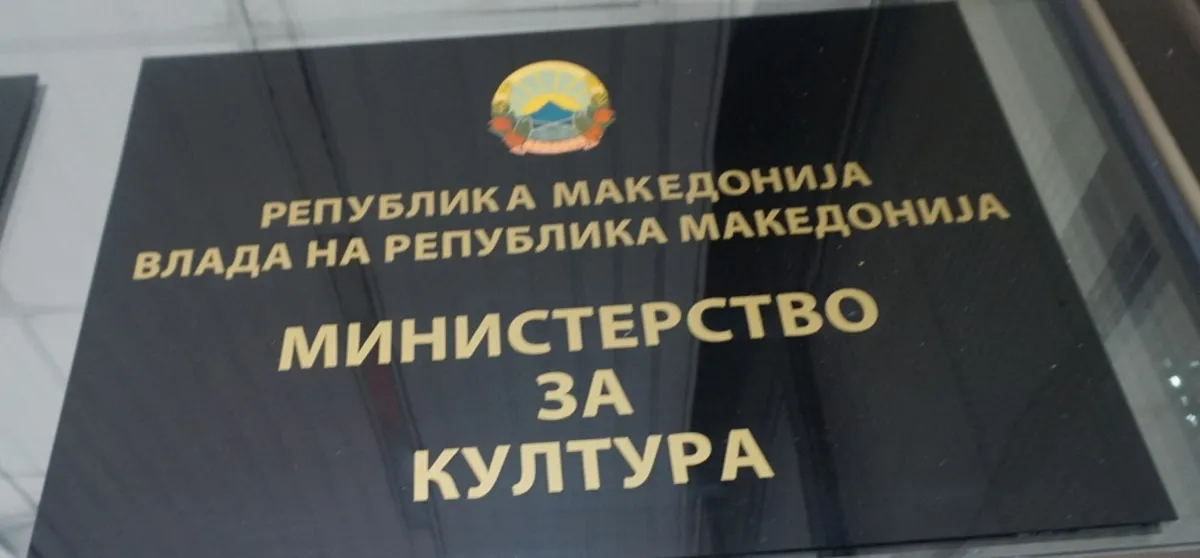 РЕПУБЛИКА МАКЕДОНИЈА
ВЛАДА НА РЕПУБЛИКА МАКЕДОНИЈА
МИНИСТЕРСТВО
ЗА
КУЛТУРА